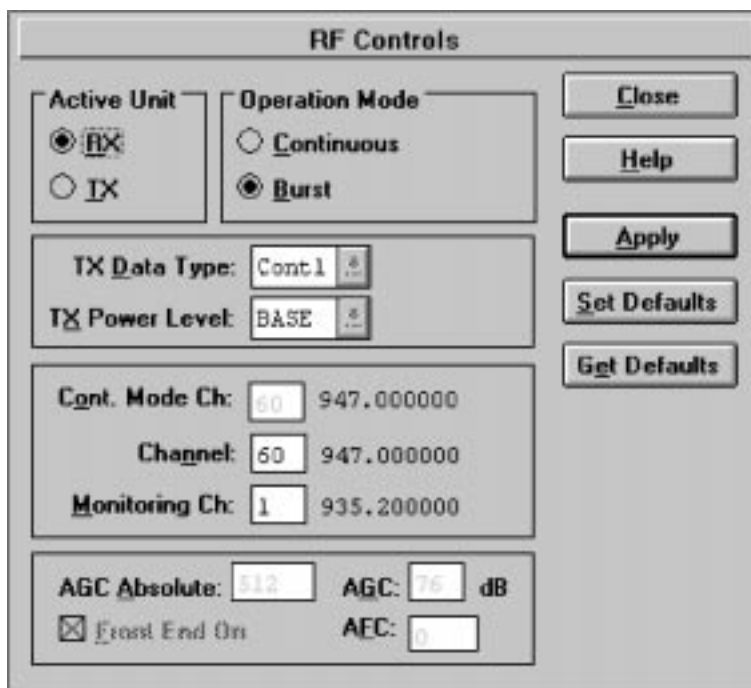 RF Controls
Active Unit
RX
TX
Operation Mode
Continuous
Burst
TX Data Type: Cont1
TX Power Level: BASE
Cont. Mode Ch: 60 947.000000
Channel: 60 947.000000
Monitoring Ch: 1 935.200000
AGC Absolute: 512 AGC: 76 dB
Front End On AFC: 0
Close
Help
Apply
Set Defaults
Get Defaults